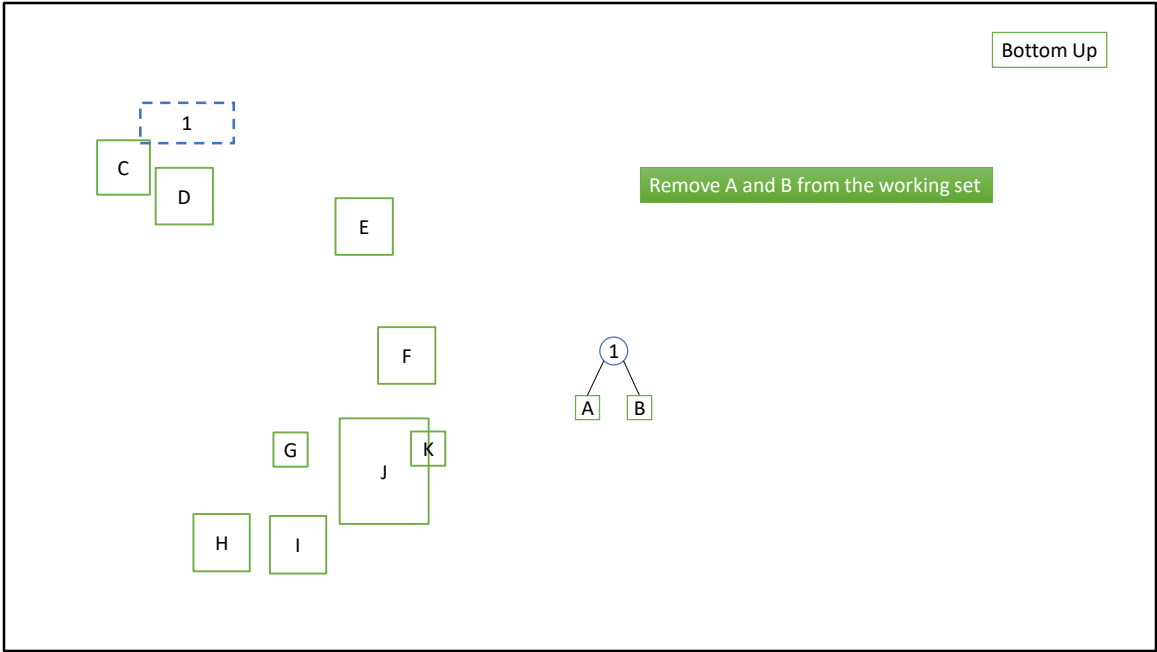 Bottom Up
1
C
D
Remove A and B from the working set
E
F
1
A B
G
K
J
H
I